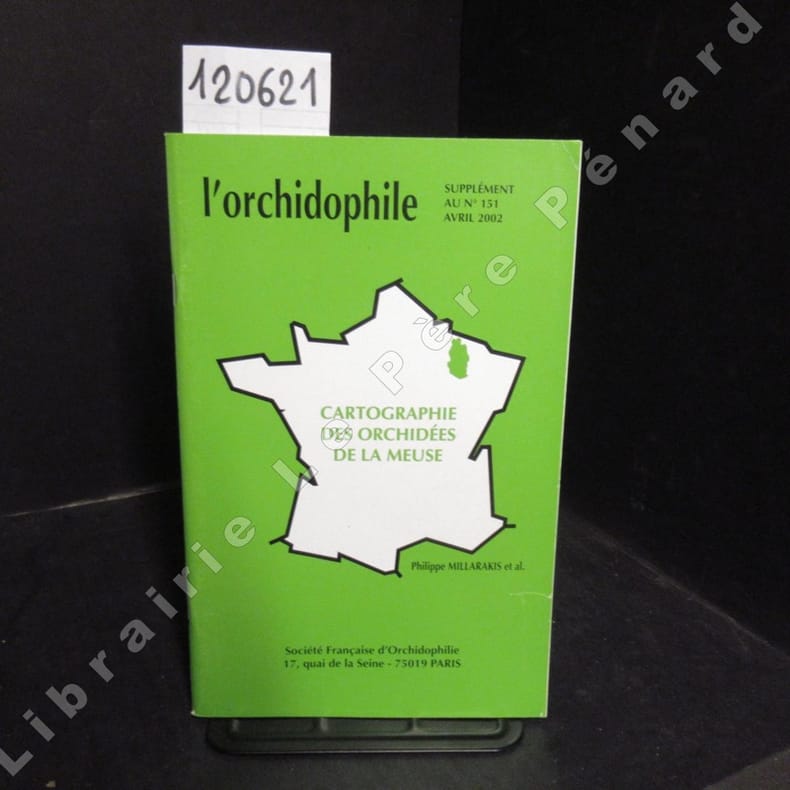 120621
l'orchidophile
SUPPLÉMENT
AU N° 151
AVRIL 2002
CARTOGRAPHIE
DES ORCHIDÉES
DE LA MEUSE
Philippe MILLARAKIS et al.
Société Française d'Orchidophilie
17, quai de la Seine - 75019 PARIS
Librairie Le Père Pénard